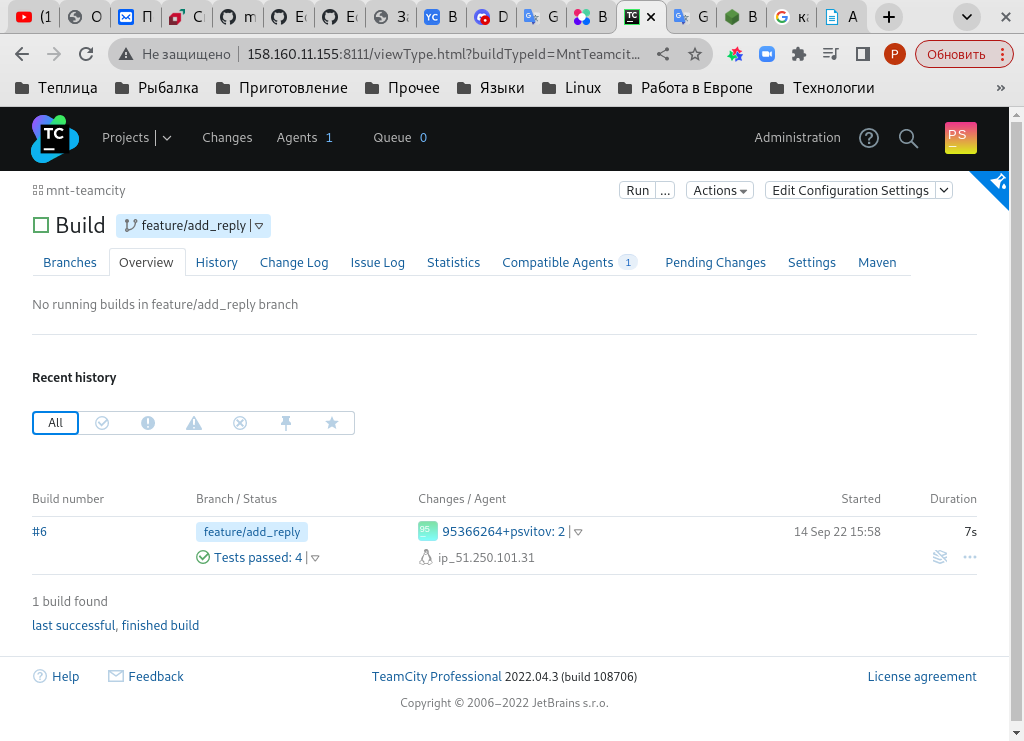 (1 O П C m Ec Ec За YC B D G B TC G B к А
Не защищено 158.160.11.155:8111/viewType.html?buildTypeId=MntTeamcit... P Обновить
Теплица Рыбалка Приготовление Прочее Языки Linux Работа в Европе Технологии »
TC Projects Changes Agents 1 Queue 0 Administration PS
mnt-teamcity Run ... Actions Edit Configuration Settings
Build feature/add_reply
Branches Overview History Change Log Issue Log Statistics Compatible Agents 1 Pending Changes Settings Maven
No running builds in feature/add_reply branch
Recent history
All
Build number Branch / Status Changes / Agent Started Duration
#6 feature/add_reply 95 95366264+psvitov: 2 14 Sep 22 15:58 7s
Tests passed: 4 ip_51.250.101.31
1 build found
last successful, finished build
Help Feedback TeamCity Professional 2022.04.3 (build 108706) License agreement
Copyright © 2006–2022 JetBrains s.r.o.